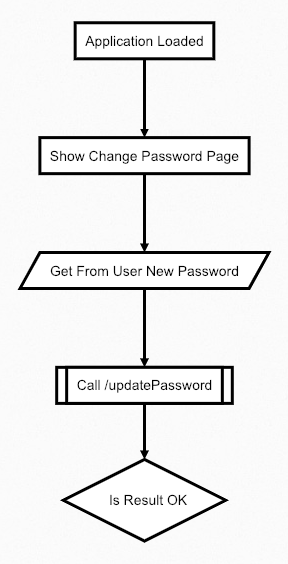 Application Loaded
Show Change Password Page
Get From User New Password
Call /updatePassword
Is Result OK